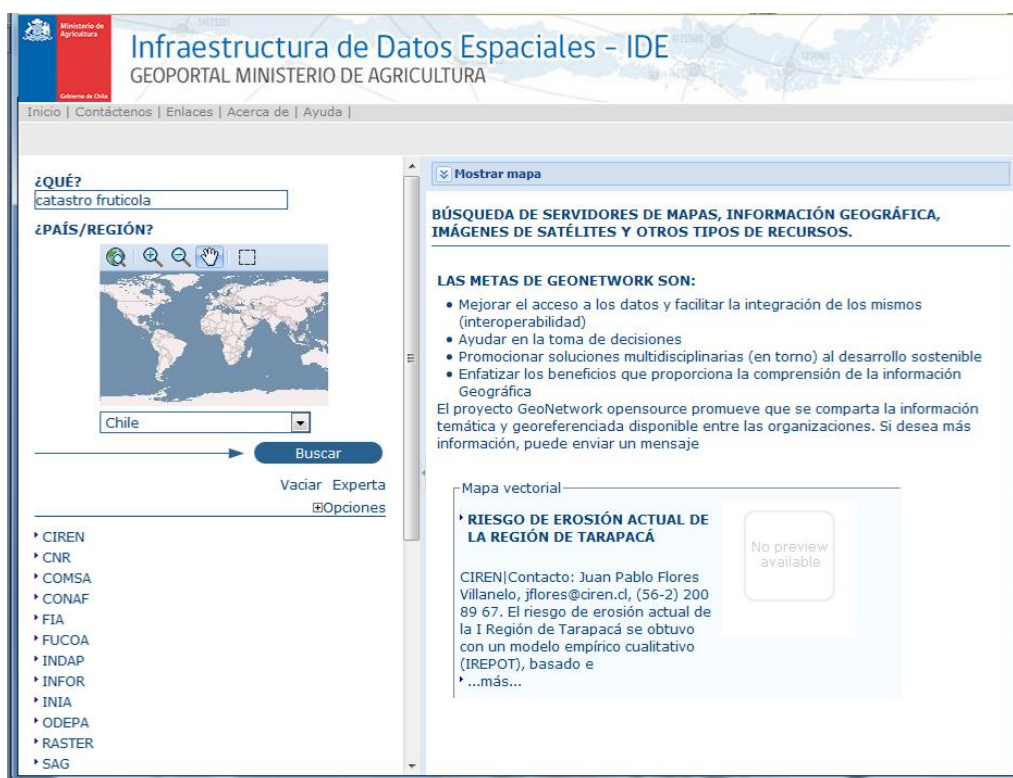 Ministerio de
Agricultura
Gobierno de Chile
Infraestructura de Datos Espaciales - IDE
GEOPORTAL MINISTERIO DE AGRICULTURA
Inicio | Contáctenos | Enlaces | Acerca de | Ayuda |
¿QUÉ?
catastro fruticola
¿PAÍS/REGIÓN?
Chile
Buscar
Vaciar Experta
Opciones
CIREN
CNR
COMSA
CONAF
FIA
FUCOA
INDAP
INFOR
INIA
ODEPA
RASTER
SAG
Mostrar mapa
BÚSQUEDA DE SERVIDORES DE MAPAS, INFORMACIÓN GEOGRÁFICA,
IMÁGENES DE SATÉLITES Y OTROS TIPOS DE RECURSOS.
LAS METAS DE GEONETWORK SON:
• Mejorar el acceso a los datos y facilitar la integración de los mismos
(interoperabilidad)
• Ayudar en la toma de decisiones
• Promocionar soluciones multidisciplinarias (en torno) al desarrollo sostenible
• Enfatizar los beneficios que proporciona la comprensión de la información
Geográfica
El proyecto GeoNetwork opensource promueve que se comparta la información
temática y georeferenciada disponible entre las organizaciones. Si desea más
información, puede enviar un mensaje
Mapa vectorial
RIESGO DE EROSIÓN ACTUAL DE
LA REGIÓN DE TARAPACÁ
No preview
available
CIREN|Contacto: Juan Pablo Flores
Villanelo, jflores@ciren.cl, (56-2) 200
89 67. El riesgo de erosión actual de
la I Región de Tarapacá se obtuvo
con un modelo empírico cualitativo
(IREPOT), basado e
...más...